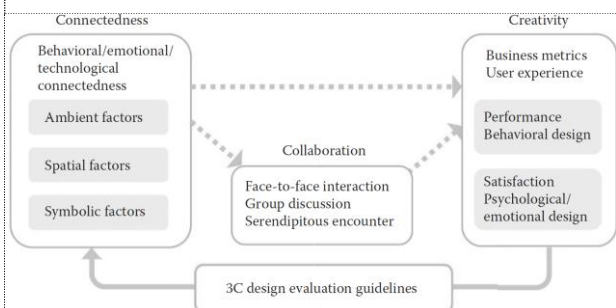 Connectedness
Behavioral/emotional/
technological
connectedness
Ambient factors
Spatial factors
Symbolic factors
Collaboration
Face-to-face interaction
Group discussion
Serendipitous encounter
Creativity
Business metrics
User experience
Performance
Behavioral design
Satisfaction
Psychological/
emotional design
3C design evaluation guidelines